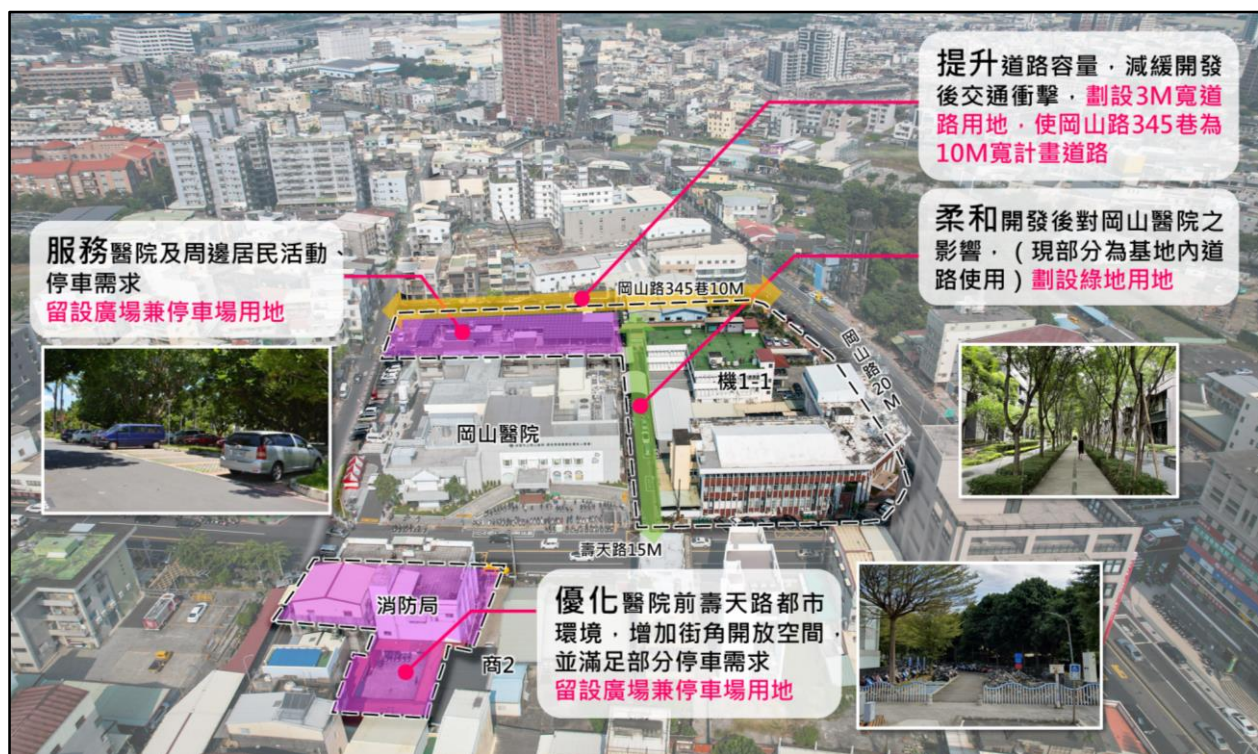 提升道路容量，減緩開發
後交通衝擊，劃設3M寬道
路用地，使岡山路345巷為
10M寬計畫道路
柔和開發後對岡山醫院之
影響，（現部分為基地內道
路使用）劃設綠地用地
服務醫院及周邊居民活動、
停車需求
留設廣場兼停車場用地
岡山路345巷10M
岡山路20M
機1-1
岡山醫院
壽天路15M
消防局
商2
優化醫院前壽天路都市
環境，增加街角開放空間，
並滿足部分停車需求
留設廣場兼停車場用地